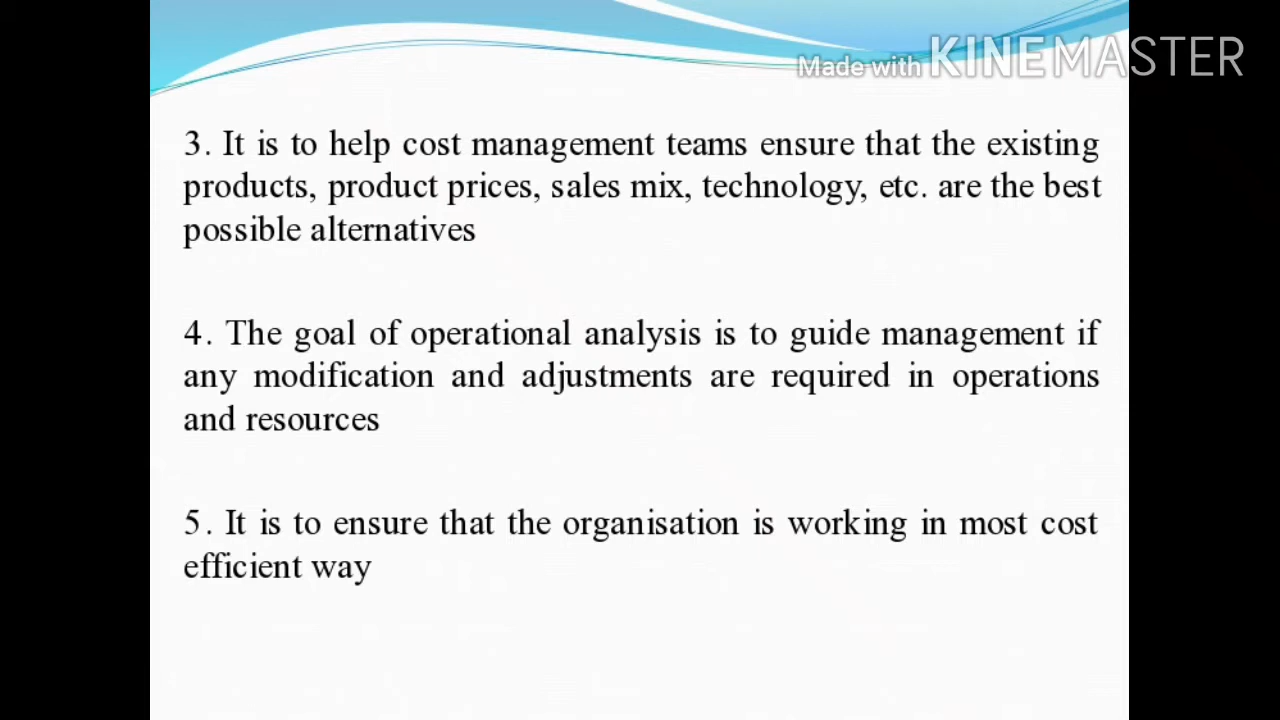 Made with KINEMASTER
3. It is to help cost management teams ensure that the existing
products, product prices, sales mix, technology, etc. are the best
possible alternatives
4. The goal of operational analysis is to guide management if
any modification and adjustments are required in operations
and resources
5. It is to ensure that the organisation is working in most cost
efficient way